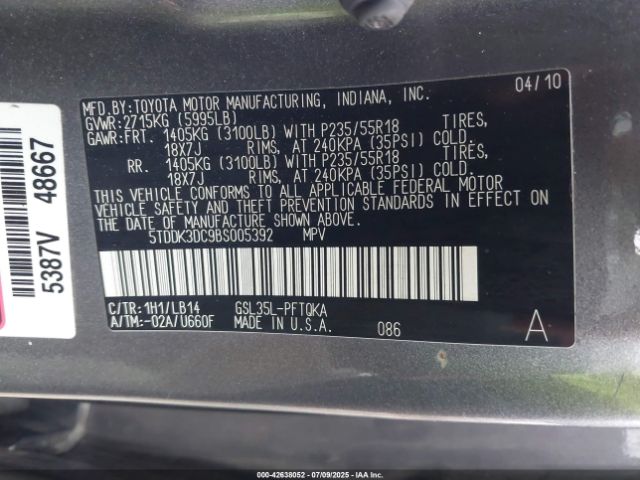 MFD.BY:TOYOTA MOTOR MANUFACTURING, INDIANA, INC. 04/10
GVWR:2715KG (5995LB)
GAWR:FRT. 1405KG (3100LB) WITH P235/55R18 TIRES,
18X7J RIMS, AT 240KPA (35PSI) COLD.
RR. 1405KG (3100LB) WITH P235/55R18 TIRES,
18X7J RIMS, AT 240KPA (35PSI) COLD.
THIS VEHICLE CONFORMS TO ALL APPLICABLE FEDERAL MOTOR
VEHICLE SAFETY AND THEFT PREVENTION STANDARDS IN EFFECT ON
THE DATE OF MANUFACTURE SHOWN ABOVE.
5TDDK3DC9BS005392 MPV
C/TR:1H1/LB14 GSL35L-PFTQKA
A/TM:-02A/U660F MADE IN U.S.A. 086 A
5387V 48667
000-42638052 / 07/09/2025 / IAA Inc.